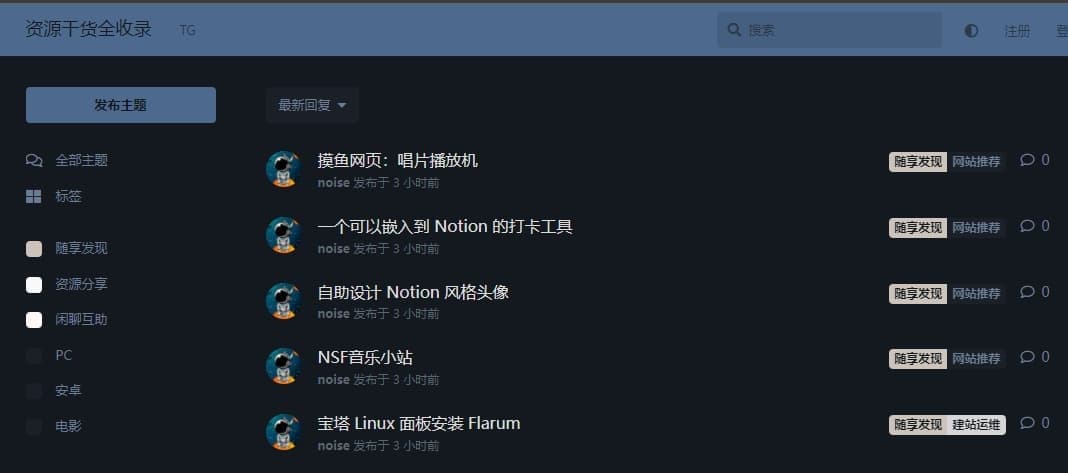 资源干货全收录 TG 搜索 注册
发布主题 最新回复
全部主题
标签
随享发现
资源分享
闲聊互助
PC
安卓
电影
摸鱼网页：唱片播放机 随享发现 网站推荐 0
noise 发布于 3 小时前
一个可以嵌入到 Notion 的打卡工具 随享发现 网站推荐 0
noise 发布于 3 小时前
自助设计 Notion 风格头像 随享发现 网站推荐 0
noise 发布于 3 小时前
NSF音乐小站 随享发现 网站推荐 0
noise 发布于 3 小时前
宝塔 Linux 面板安装 Flarum 随享发现 建站运维 0
noise 发布于 3 小时前